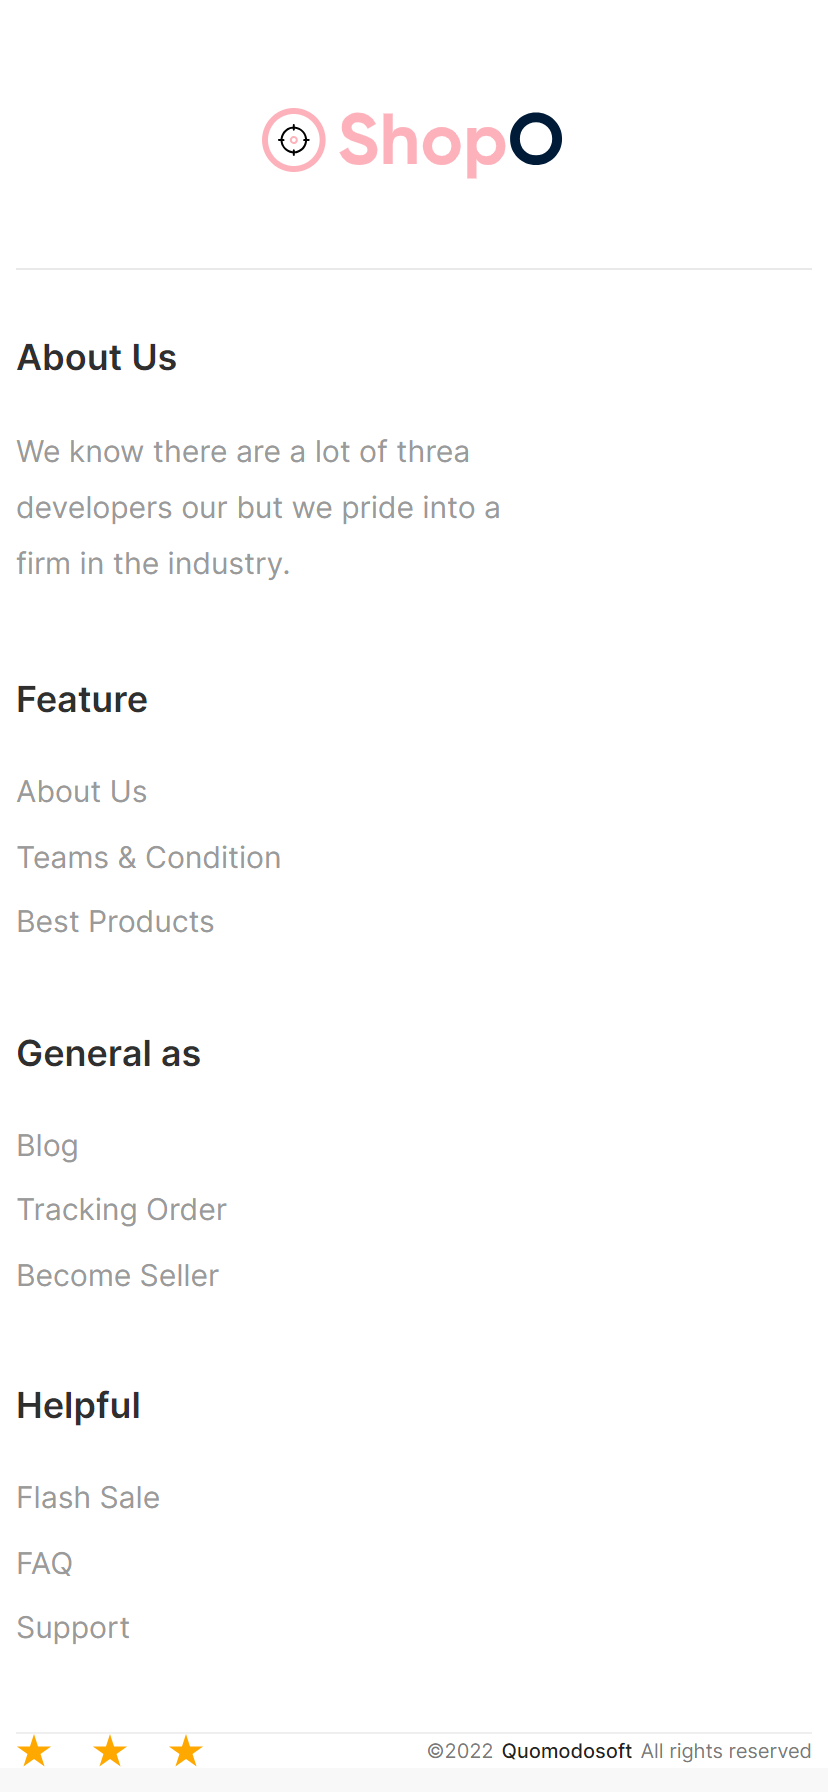 ShopO
About Us
We know there are a lot of threa
developers our but we pride into a
firm in the industry.
Feature
About Us
Teams & Condition
Best Products
General as
Blog
Tracking Order
Become Seller
Helpful
Flash Sale
FAQ
Support
©2022 Quomodosoft All rights reserved